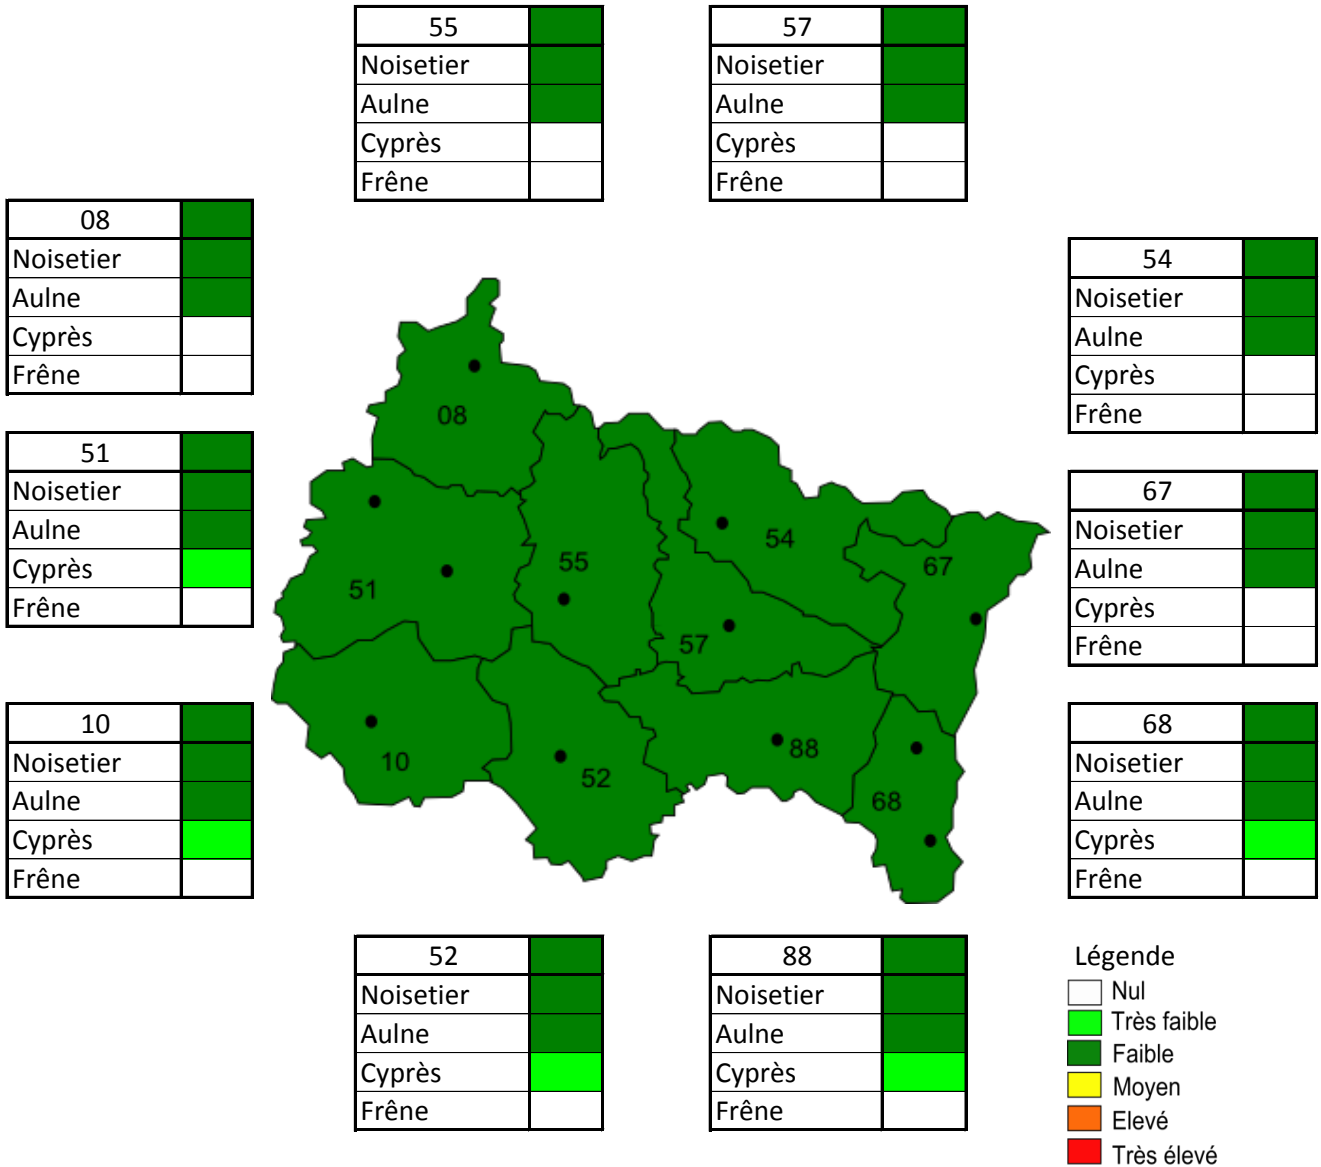 55
Noisetier
Aulne
Cyprès
Frêne
57
Noisetier
Aulne
Cyprès
Frêne
08
Noisetier
Aulne
Cyprès
Frêne
54
Noisetier
Aulne
Cyprès
Frêne
51
Noisetier
Aulne
Cyprès
Frêne
67
Noisetier
Aulne
Cyprès
Frêne
10
Noisetier
Aulne
Cyprès
Frêne
68
Noisetier
Aulne
Cyprès
Frêne
08
54
55
67
51
57
88
10
52
68
52
Noisetier
Aulne
Cyprès
Frêne
88
Noisetier
Aulne
Cyprès
Frêne
Légende
Nul
Très faible
Faible
Moyen
Elevé
Très élevé